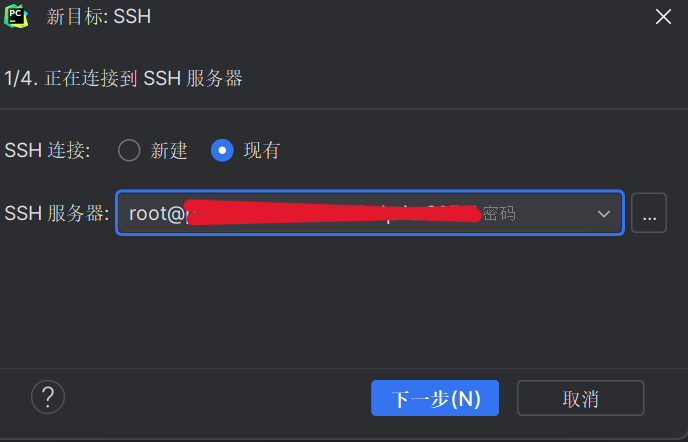 PC
新目标: SSH
1/4. 正在连接到 SSH 服务器
SSH 连接: 新建 现有
SSH 服务器: root@ 密码 ...
? 下一步(N) 取消